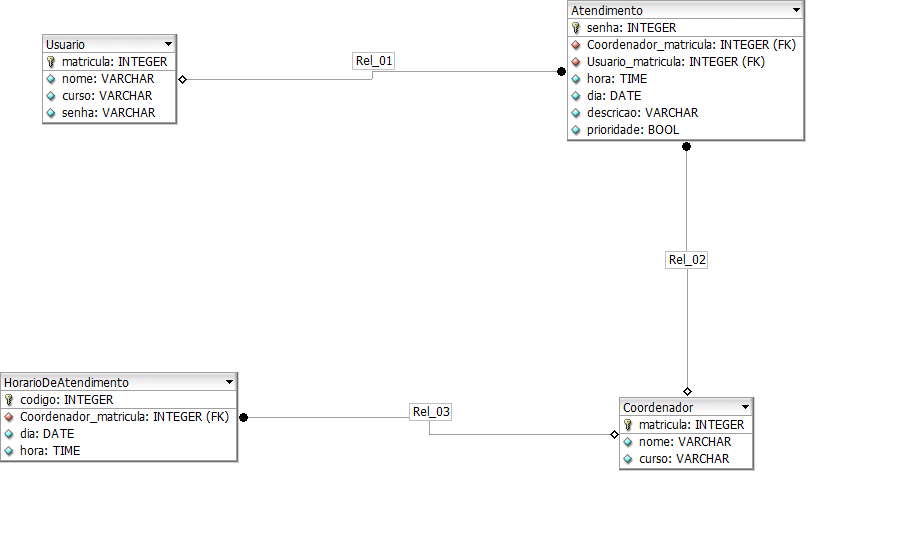 Atendimento
senha: INTEGER
Coordenador_matricula: INTEGER (FK)
Usuario_matricula: INTEGER (FK)
hora: TIME
dia: DATE
descricao: VARCHAR
prioridade: BOOL
Usuario
matricula: INTEGER
nome: VARCHAR
curso: VARCHAR
senha: VARCHAR
Rel_01
Rel_02
HorarioDeAtendimento
codigo: INTEGER
Coordenador_matricula: INTEGER (FK)
dia: DATE
hora: TIME
Rel_03
Coordenador
matricula: INTEGER
nome: VARCHAR
curso: VARCHAR